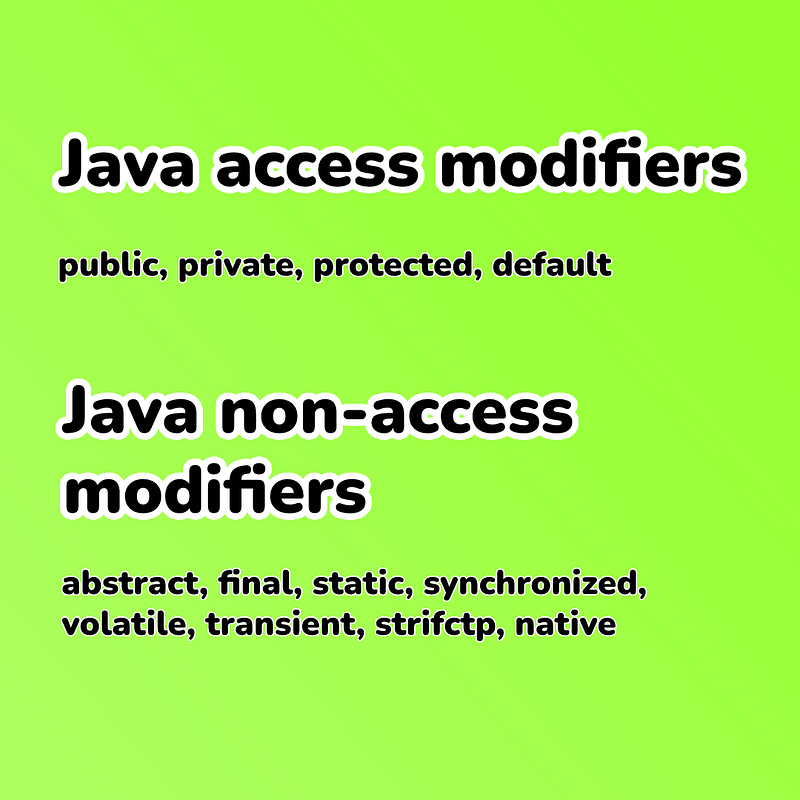 Java access modifiers
public, private, protected, default
Java non-access
modifiers
abstract, final, static, synchronized,
volatile, transient, strifctp, native